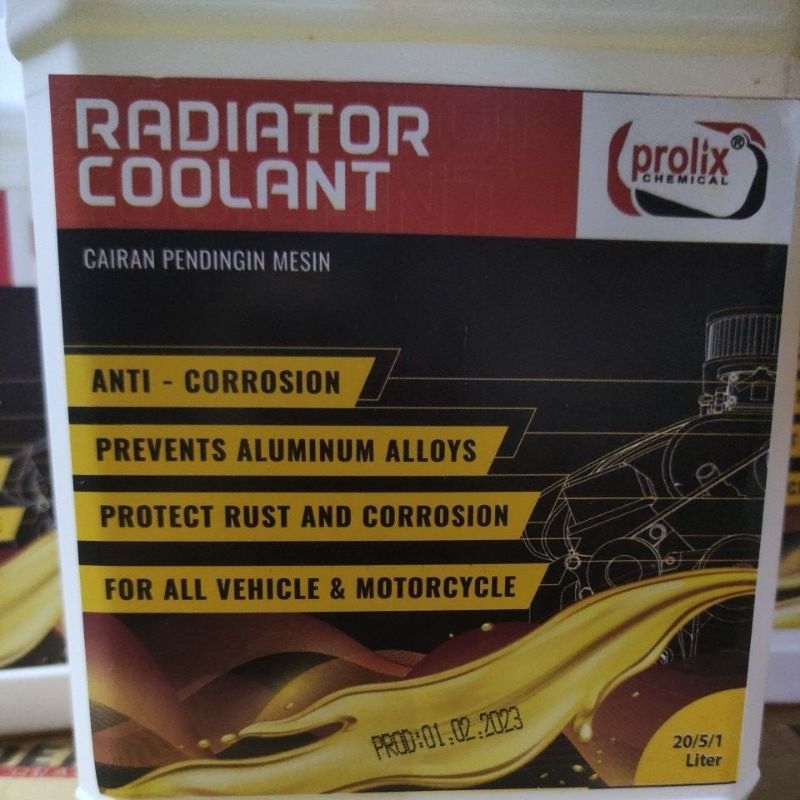 RADIATOR
COOLANT
prolix®
CHEMICAL
CAIRAN PENDINGIN MESIN
ANTI - CORROSION
PREVENTS ALUMINUM ALLOYS
PROTECT RUST AND CORROSION
FOR ALL VEHICLE & MOTORCYCLE
PROD:01.02.2023
20/5/1
Liter